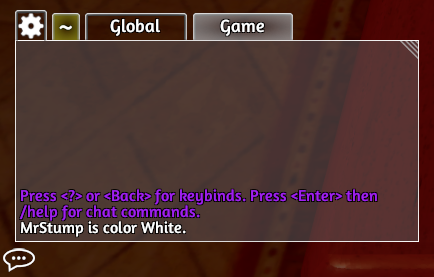 ~ Global Game
Press <?> or <Back> for keybinds. Press <Enter> then
/help for chat commands.
MrStump is color White.